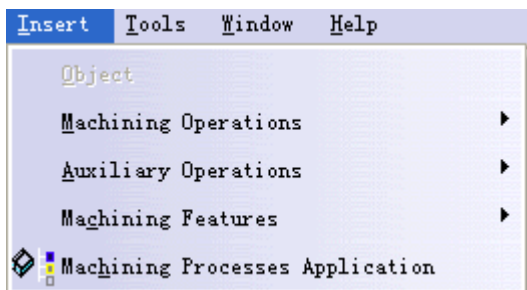 Insert Tools Window Help
Object
Machining Operations
Auxiliary Operations
Machining Features
Machining Processes Application